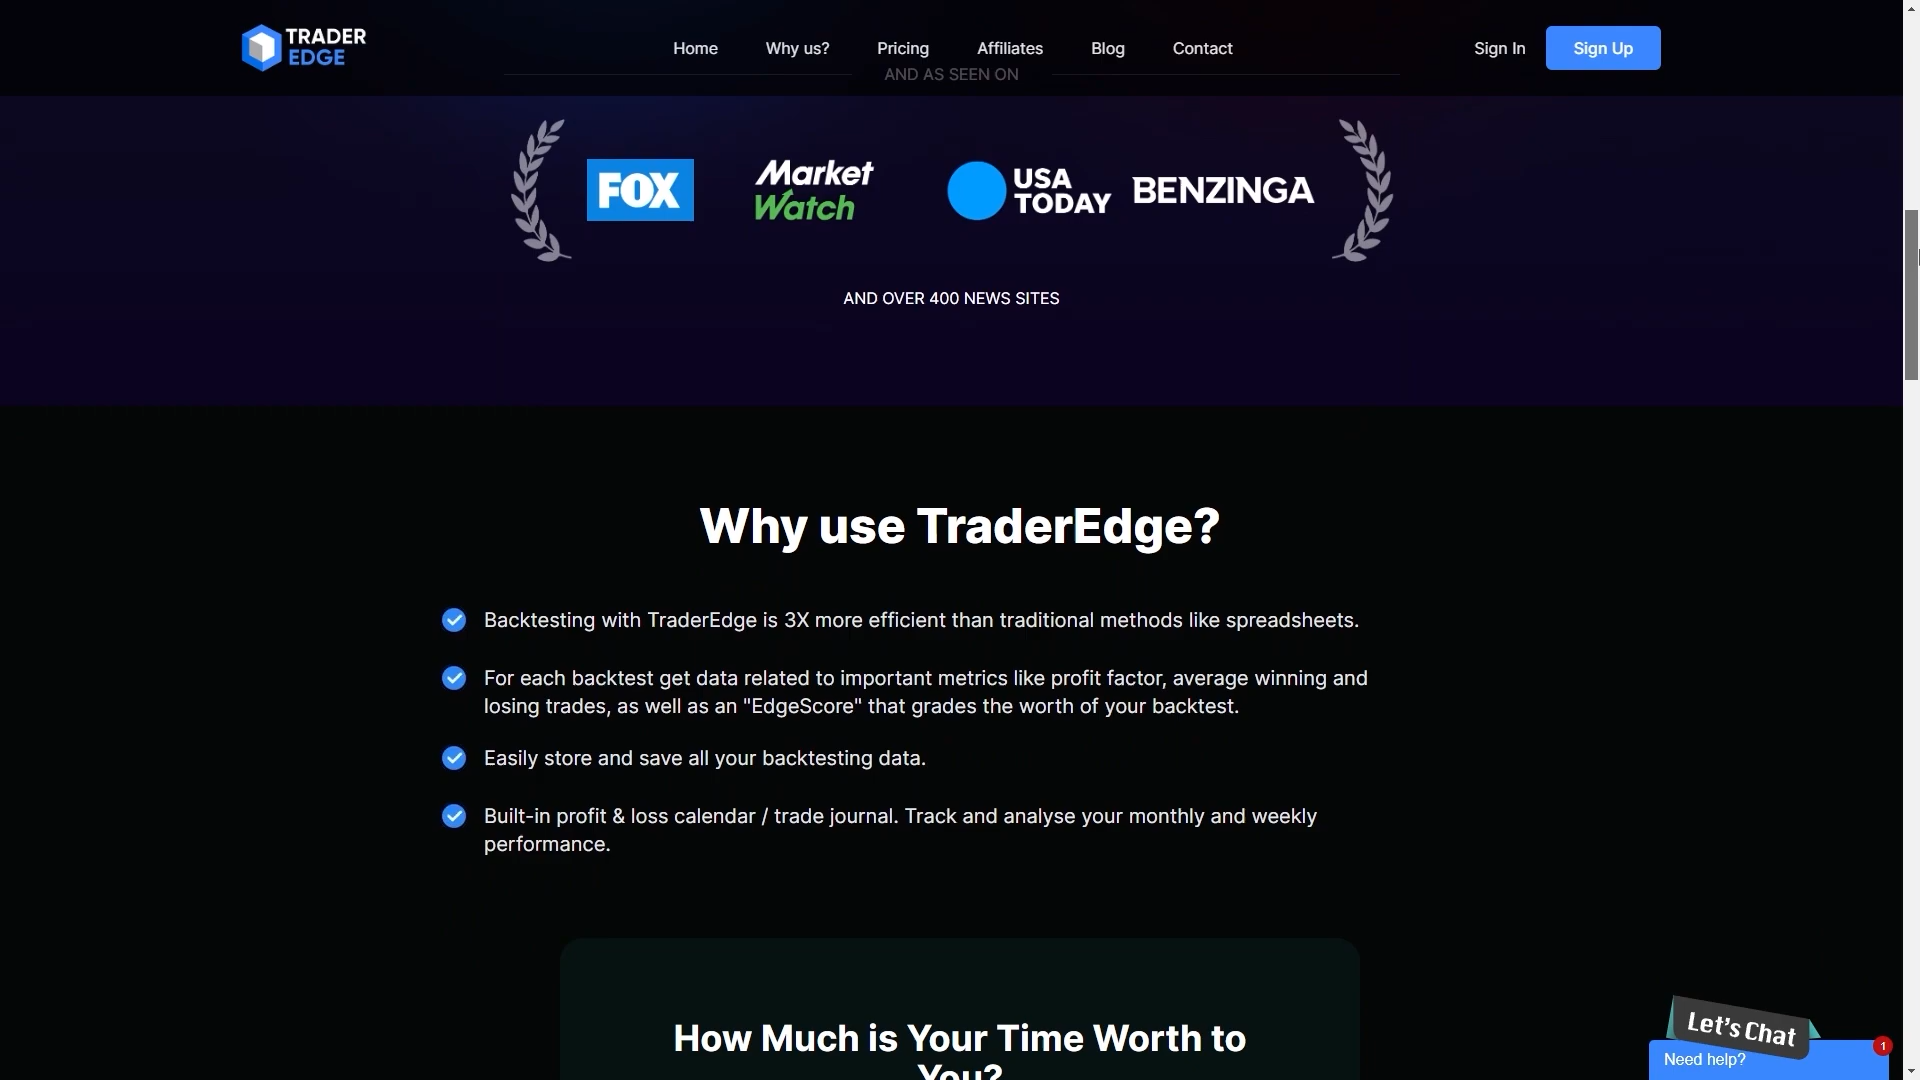 TRADER
EDGE
Home
Why us?
Pricing
Affiliates
Blog
Contact
Sign In
Sign Up
AND AS SEEN ON
FOX
Market
Watch
USA
TODAY
BENZINGA
AND OVER 400 NEWS SITES
Why use TraderEdge?
Backtesting with TraderEdge is 3X more efficient than traditional methods like spreadsheets.
For each backtest get data related to important metrics like profit factor, average winning and
losing trades, as well as an "EdgeScore" that grades the worth of your backtest.
Easily store and save all your backtesting data.
Built-in profit & loss calendar / trade journal. Track and analyse your monthly and weekly
performance.
How Much is Your Time Worth to
You?
Let's Chat
1
Need help?